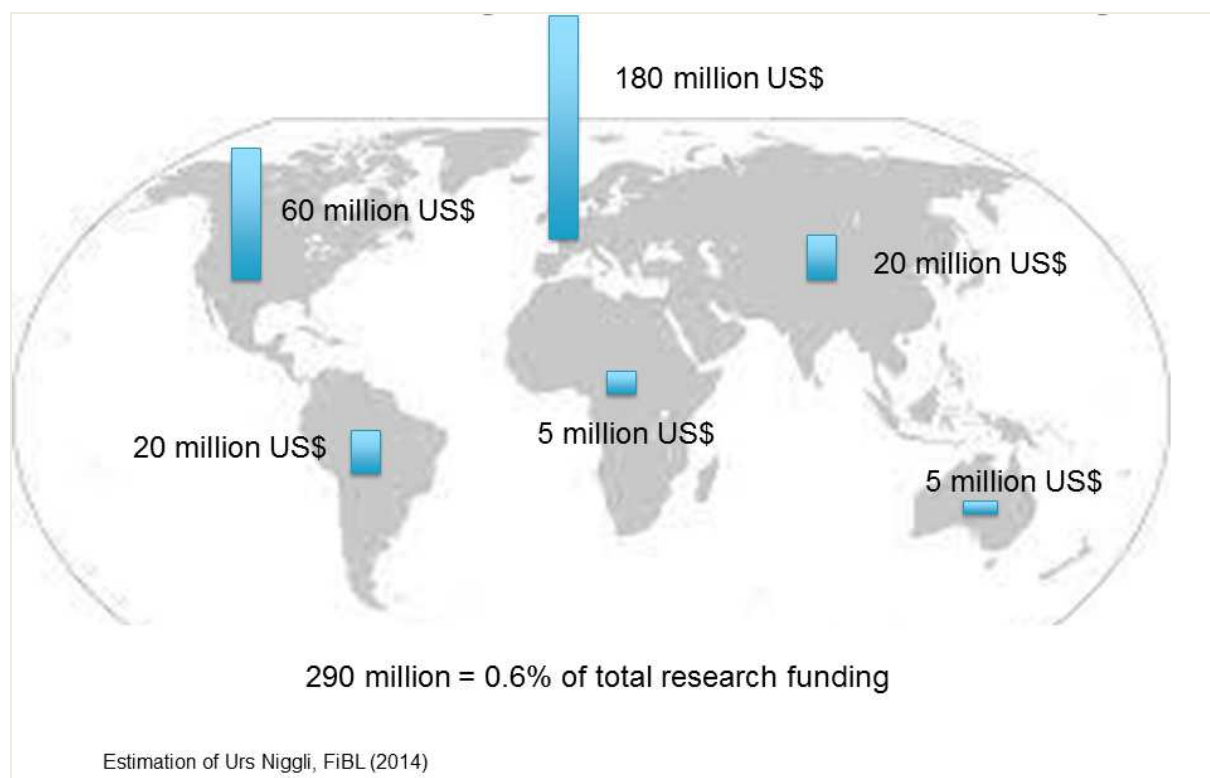 180 million US$
60 million US$
20 million US$
5 million US$
20 million US$
5 million US$
290 million = 0.6% of total research funding
Estimation of Urs Niggli, FiBL (2014)